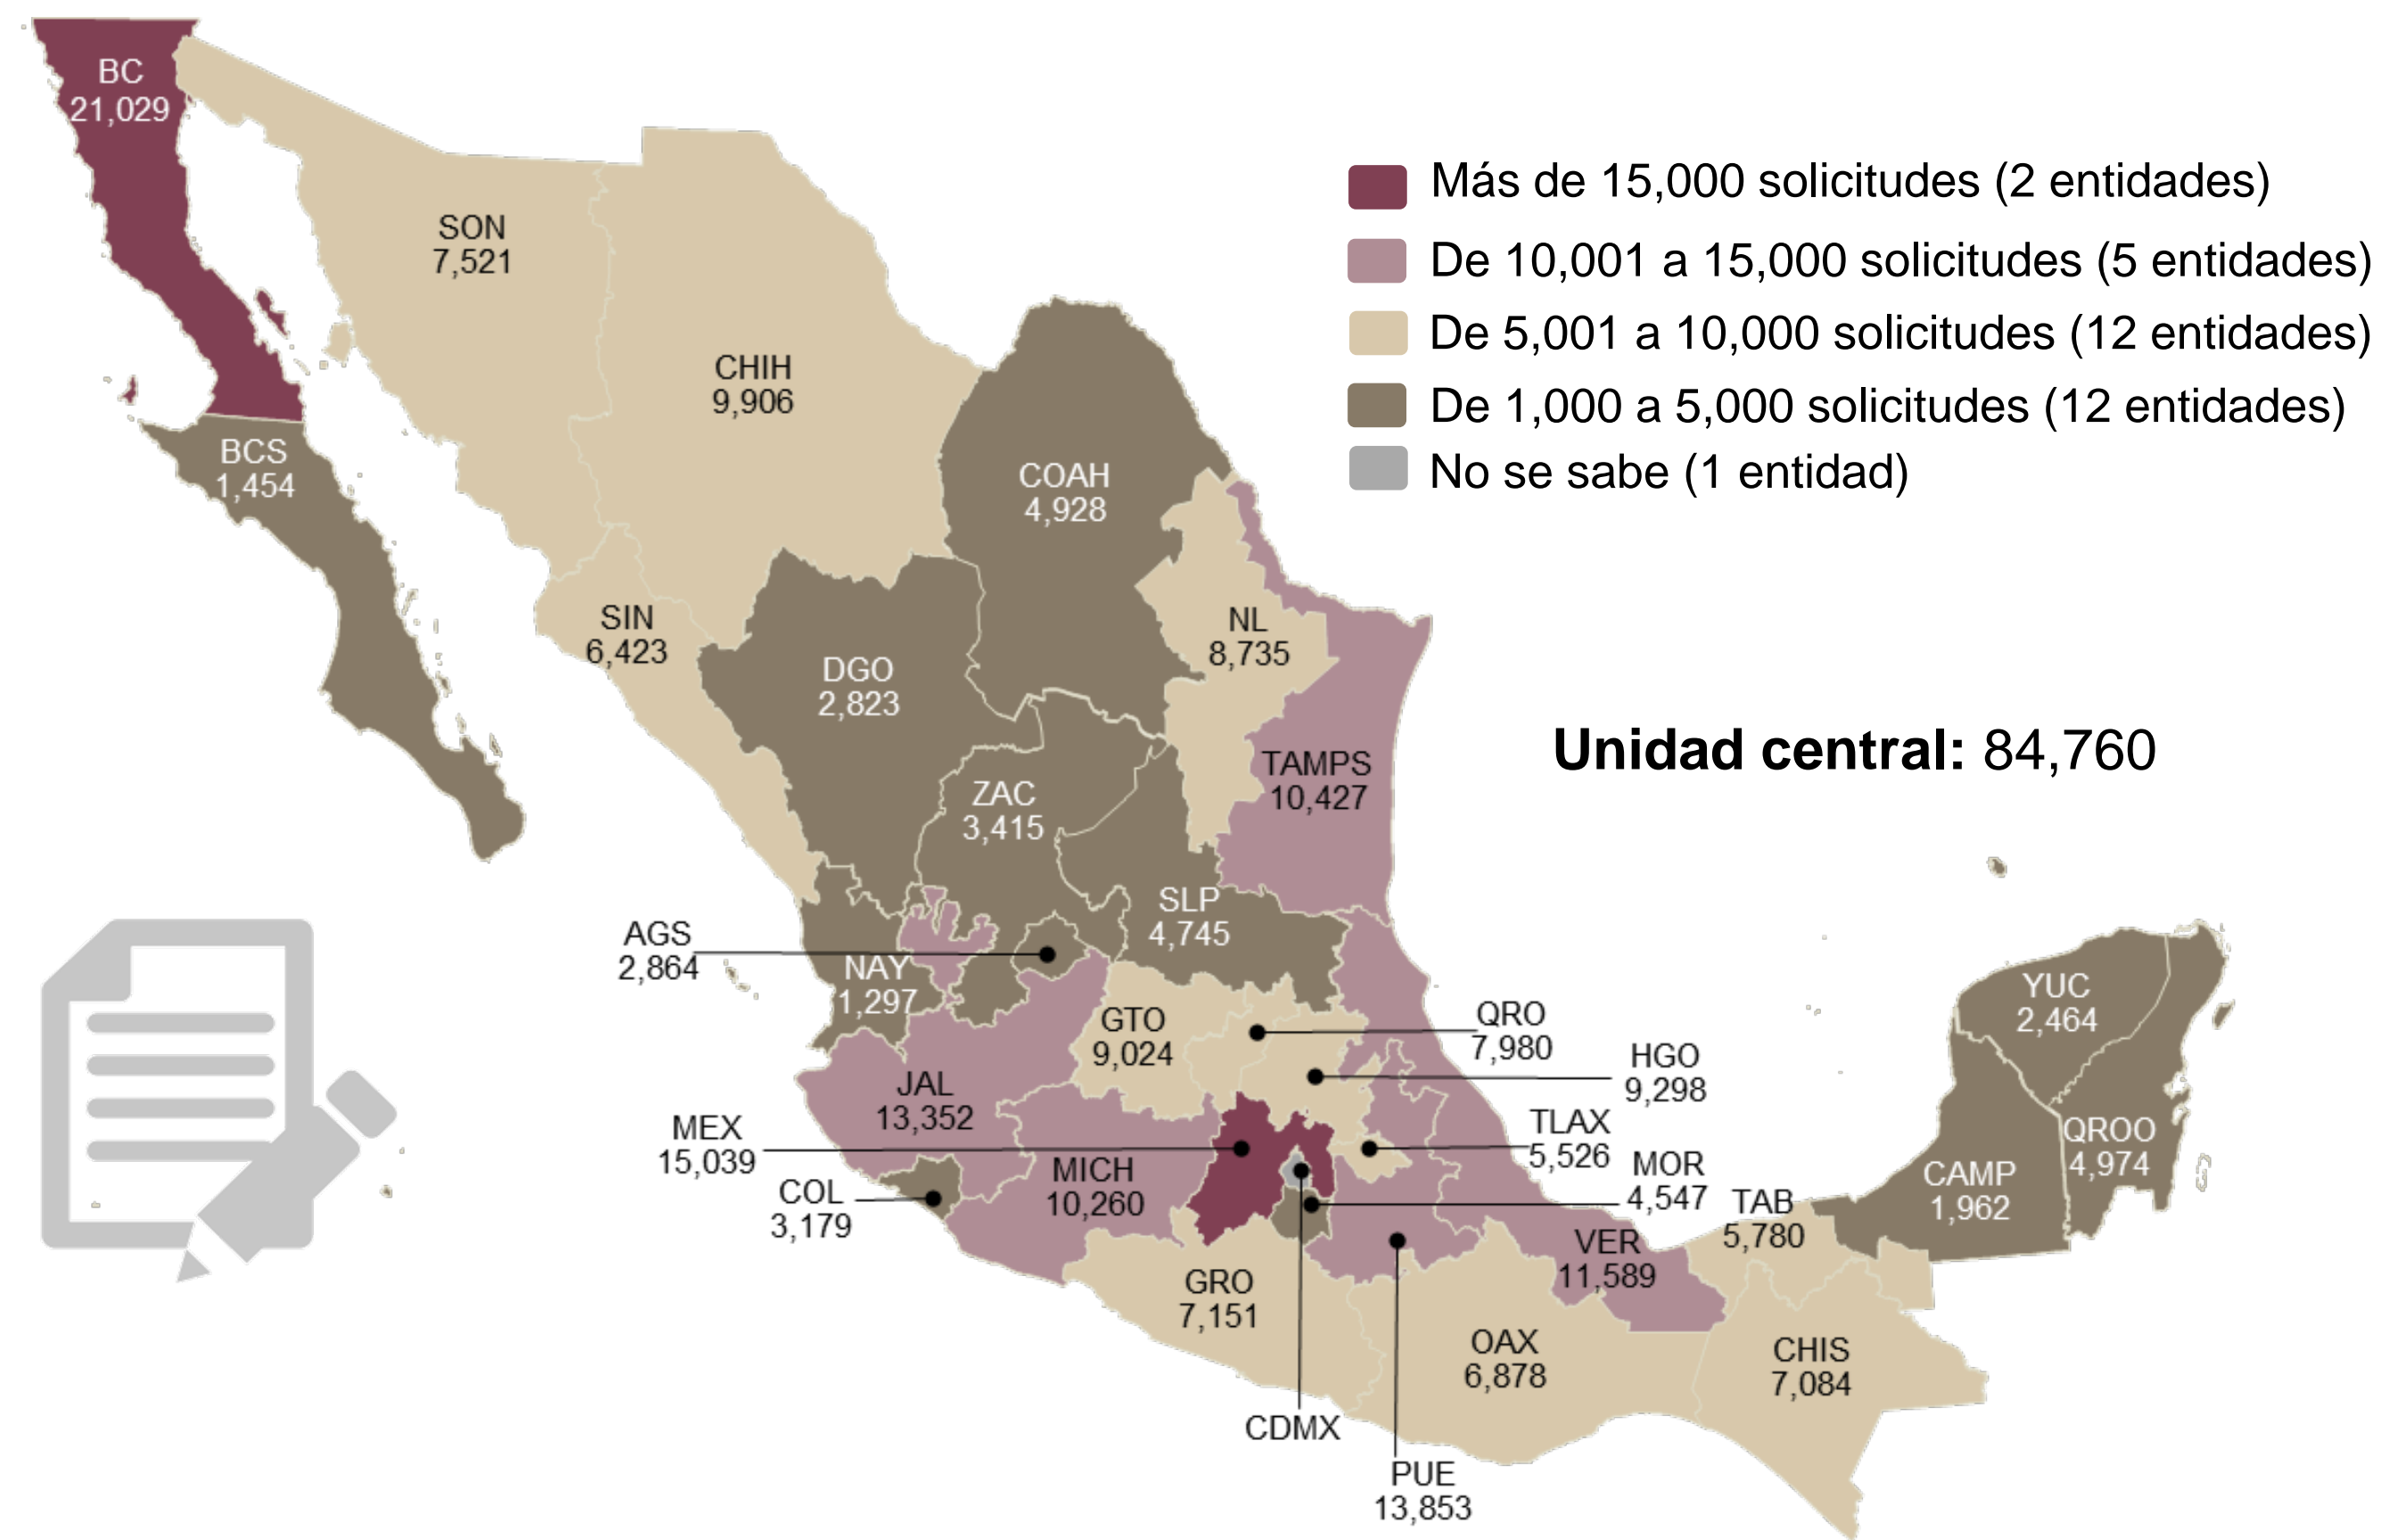 BC
21,029
SON
7,521
CHIH
9,906
BCS
1,454
COAH
4,928
SIN
6,423
NL
8,735
DGO
2,823
TAMPS
10,427
ZAC
3,415
SLP
4,745
AGS
2,864
NAY
1,297
GTO
9,024
QRO
7,980
HGO
9,298
JAL
13,352
MEX
15,039
TLAX
5,526
MICH
10,260
MOR
4,547
COL
3,179
TAB
5,780
VER
11,589
GRO
7,151
OAX
6,878
CHIS
7,084
CDMX
PUE
13,853
YUC
2,464
QROO
4,974
CAMP
1,962
Más de 15,000 solicitudes (2 entidades)
De 10,001 a 15,000 solicitudes (5 entidades)
De 5,001 a 10,000 solicitudes (12 entidades)
De 1,000 a 5,000 solicitudes (12 entidades)
No se sabe (1 entidad)
Unidad central: 84,760